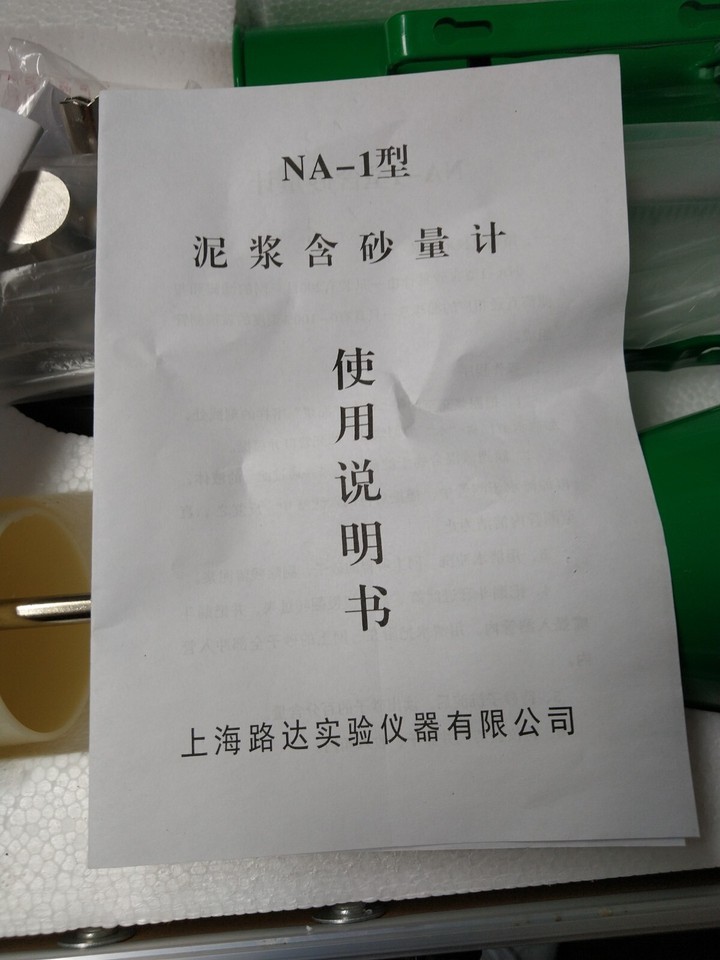 NA-1型
泥浆含砂量计
使用说明书
上海路达实验仪器有限公司